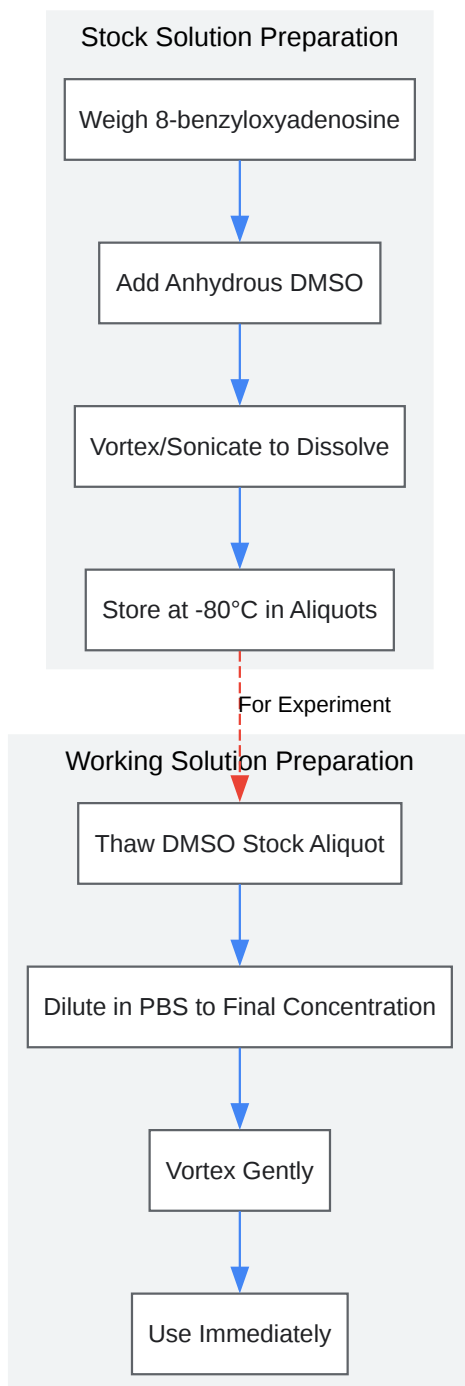 Stock Solution Preparation
Weigh 8-benzyloxyadenosine
Add Anhydrous DMSO
Vortex/Sonicate to Dissolve
Store at -80°C in Aliquots
For Experiment
Working Solution Preparation
Thaw DMSO Stock Aliquot
Dilute in PBS to Final Concentration
Vortex Gently
Use Immediately